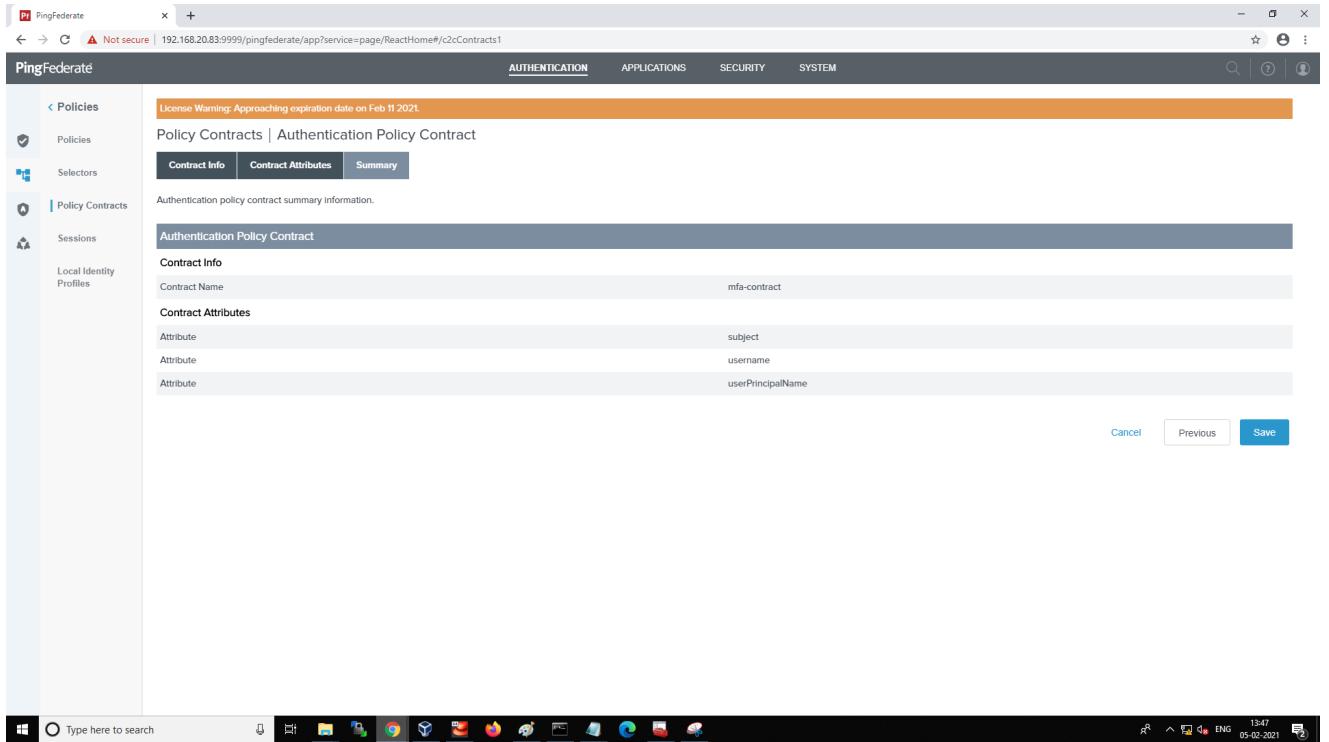 Pf PingFederate
Not secure | 192.168.20.83:9999/pingfederate/app?service=page/ReactHome#/c2cContracts1
PingFederate AUTHENTICATION APPLICATIONS SECURITY SYSTEM
Policies
Policies
Selectors
Policy Contracts
Sessions
Local Identity
Profiles
License Warning: Approaching expiration date on Feb 11 2021.
Policy Contracts | Authentication Policy Contract
Contract Info Contract Attributes Summary
Authentication policy contract summary information.
Authentication Policy Contract
Contract Info
Contract Name mfa-contract
Contract Attributes
Attribute subject
Attribute username
Attribute userPrincipalName
Cancel Previous Save
Type here to search
ENG
13:47
05-02-2021
2